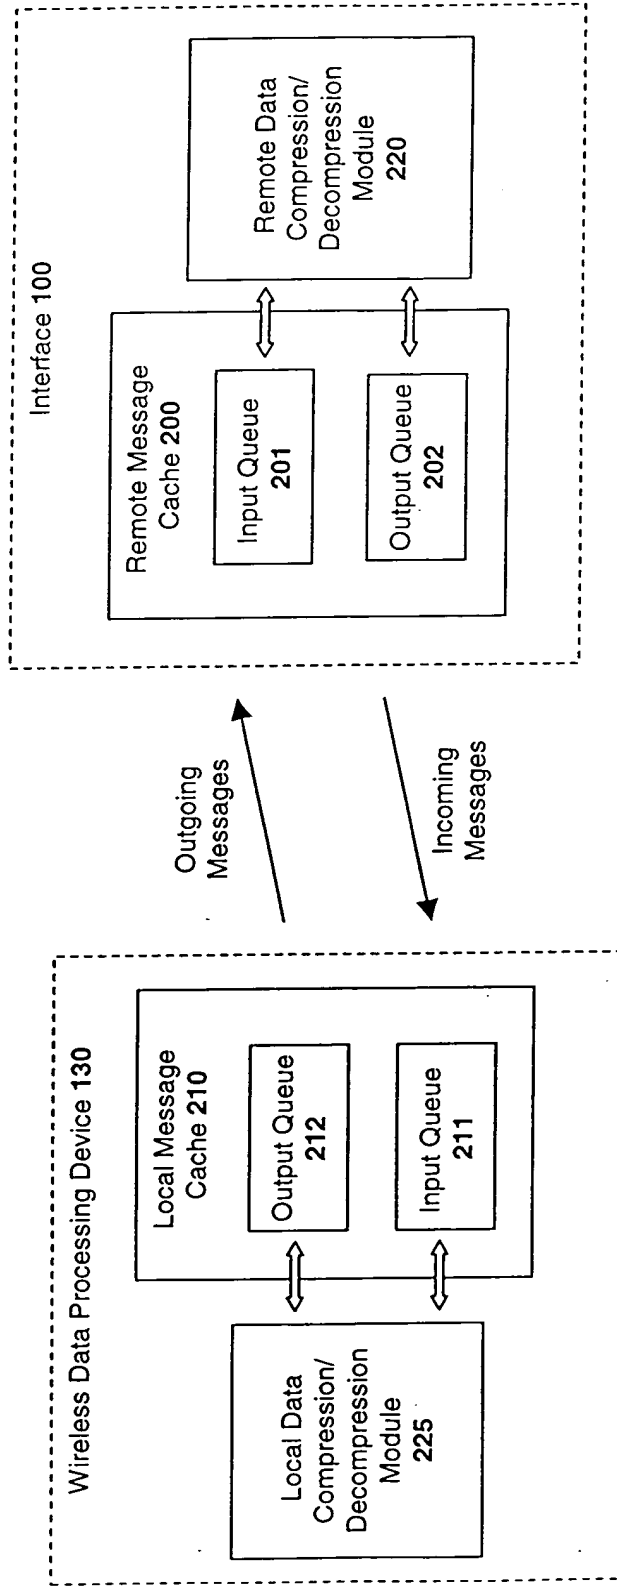 Wireless Data Processing Device 130
Local Data
Compression/
Decompression
Module
225
Local Message
Cache 210
Output Queue
212
Input Queue
211
Outgoing
Messages
Incoming
Messages
Interface 100
Remote Message
Cache 200
Input Queue
201
Output Queue
202
Remote Data
Compression/
Decompression
Module
220